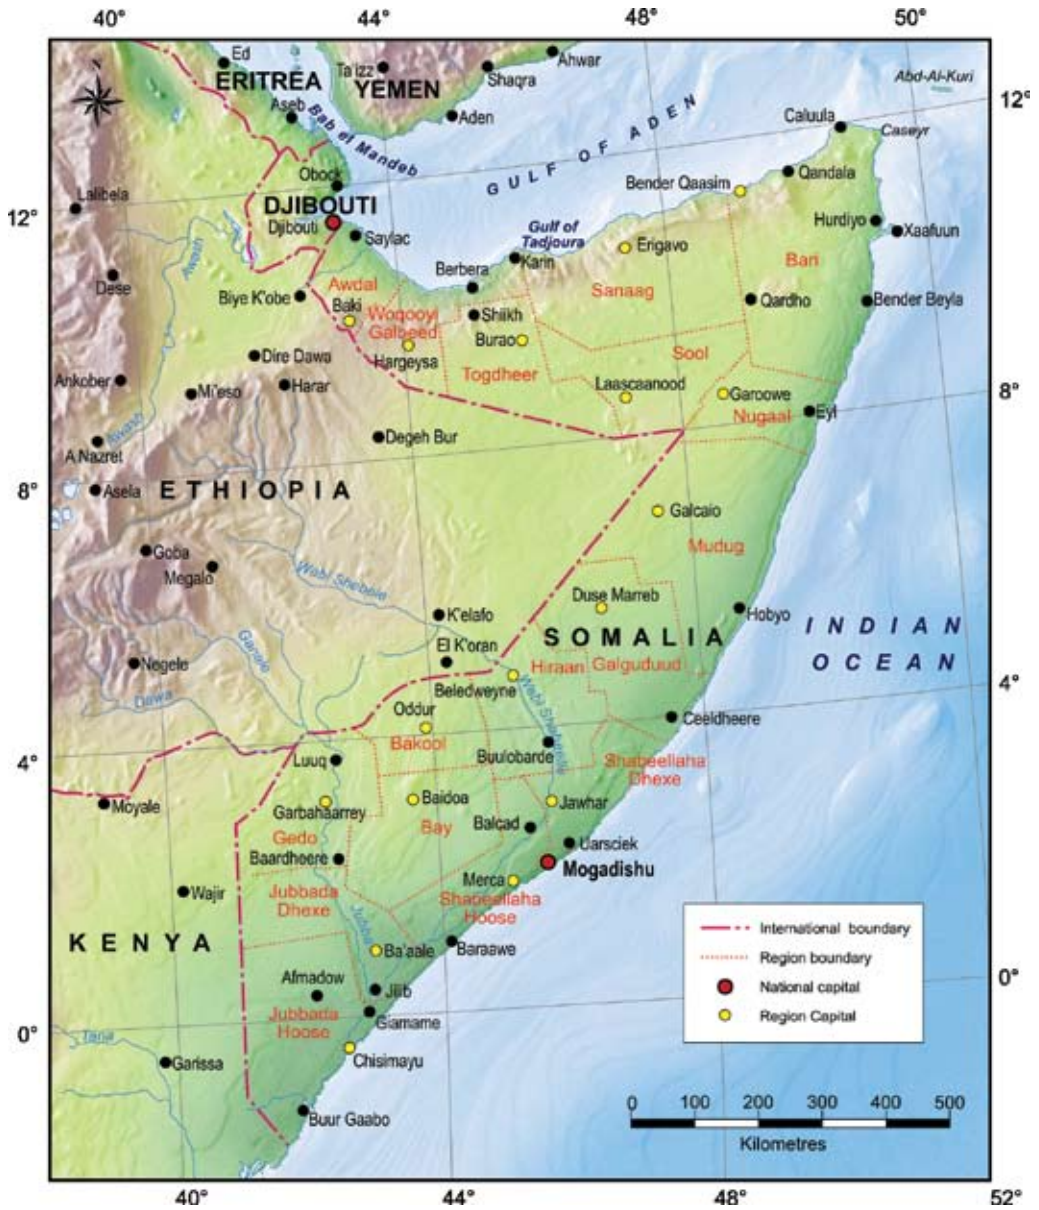 40° 44° 48° 50°
Ed
ERITREA
Ta'izz
YEMEN
Shaqra
Ahwar
Abd-Al-Kuri
N
Aseb
Bab el Mandeb
Aden
GULF OF ADEN
Caluula
Caseyr
12°
Obock
Bender Qaasim
Qandala
Lalibela
12°
DJIBOUTI
Djibouti
Saylac
Gulf of
Tadjoura
Hurdiyo
Xaafuun
Awash
Karin
Erigavo
Bari
Dese
Berbera
Awdal
Biye K'obe
Baki
Woqooyi
Galbeed
Shiikh
Sanaag
Qardho
Bender Beyla
Hargeysa
Burao
Sool
Dire Dawa
Togdheer
Ankober
Mi'eso
Harar
Laascaanood
Garoowe
8°
Nugaal
Eyl
Awash
Degeh Bur
A.Nazret
Asela
8°
ETHIOPIA
Galcaio
Mudug
Goba
Megalo
Wabi Shebele
Duse Marreb
Hobyo
K'elafo
SOMALIA
INDIAN
OCEAN
Genale
El K'oran
Negele
Hiraan
Galguduud
Beledweyne
Wabi Shabeelle
4°
Dawa
Oddur
Ceeldheere
Bakool
Buulobarde
4°
Luuq
Shabeellaha
Dhexe
Moyale
Garbahaarrey
Baidoa
Jawhar
Gedo
Bay
Balcad
Uarsciek
Baardheere
Mogadishu
Wajir
Jubbada
Dhexe
Merca
Shabeellaha
Hoose
Jubba
KENYA
Ba'aale
Baraawe
Afmadow
Jilib
0°
Jubbada
Hoose
Giamame
0°
Tana
Garissa
Chisimayu
Buur Gaabo
International boundary
Region boundary
National capital
Region Capital
0 100 200 300 400 500
Kilometres
40° 44° 48° 52°